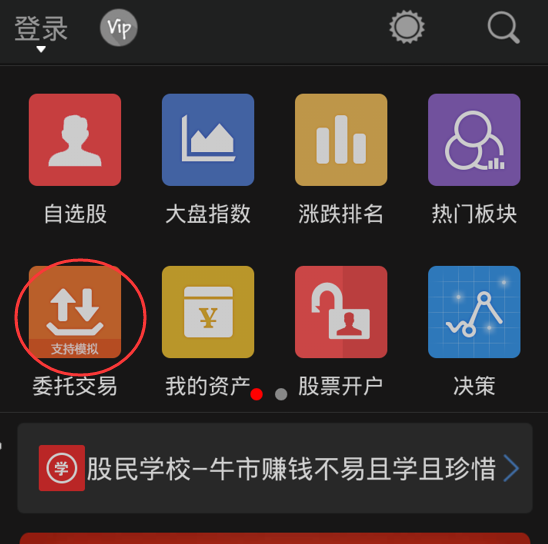 登录 Vip
自选股 大盘指数 涨跌排名 热门板块
¥
支持模拟
委托交易 我的资产 股票开户 决策
学 股民学校-牛市赚钱不易且学且珍惜